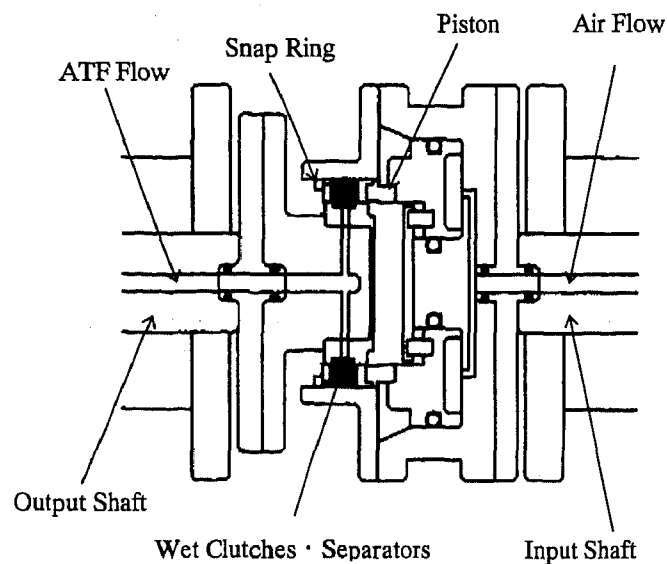 Piston
Air Flow
Snap Ring
ATF Flow
Output Shaft
Wet Clutches・Separators
Input Shaft